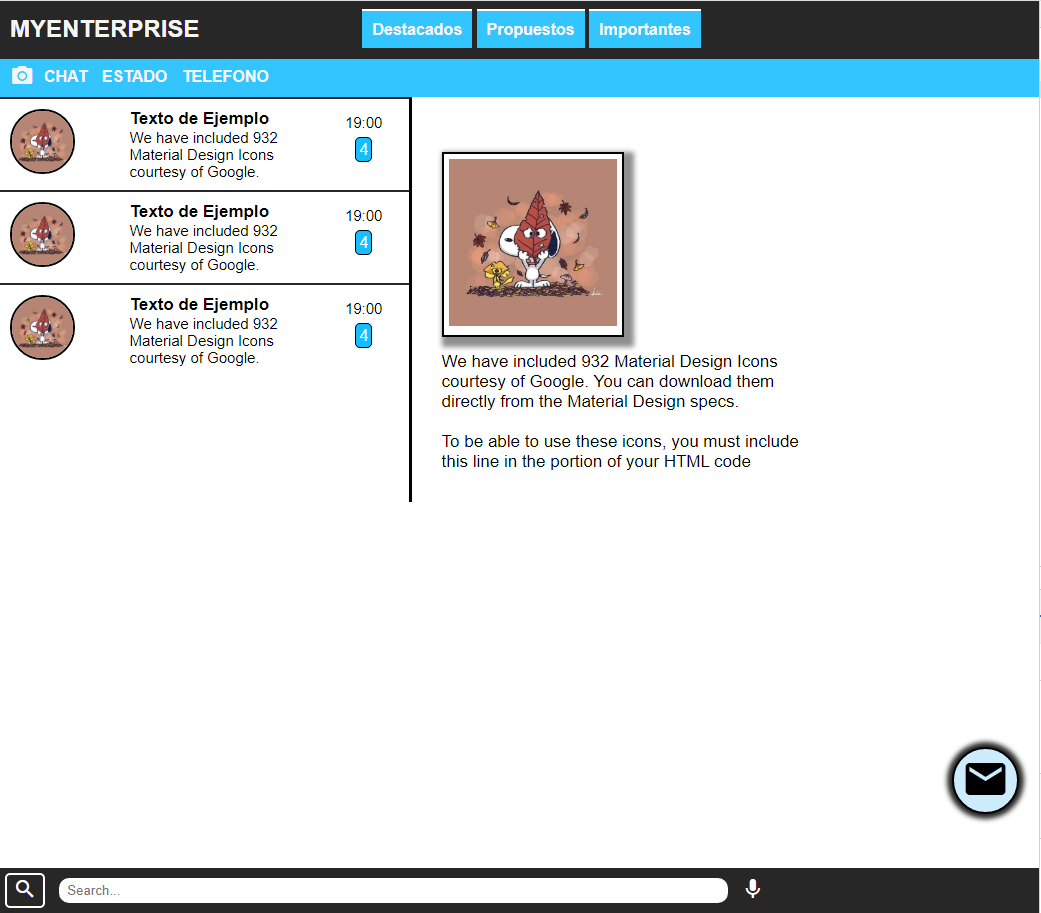 MYENTERPRISE
Destacados
Propuestos
Importantes
CHAT
ESTADO
TELEFONO
Texto de Ejemplo
We have included 932
Material Design Icons
courtesy of Google.
19:00
4
Texto de Ejemplo
We have included 932
Material Design Icons
courtesy of Google.
19:00
4
Texto de Ejemplo
We have included 932
Material Design Icons
courtesy of Google.
19:00
4
We have included 932 Material Design Icons
courtesy of Google. You can download them
directly from the Material Design specs.
To be able to use these icons, you must include
this line in the portion of your HTML code
Search...